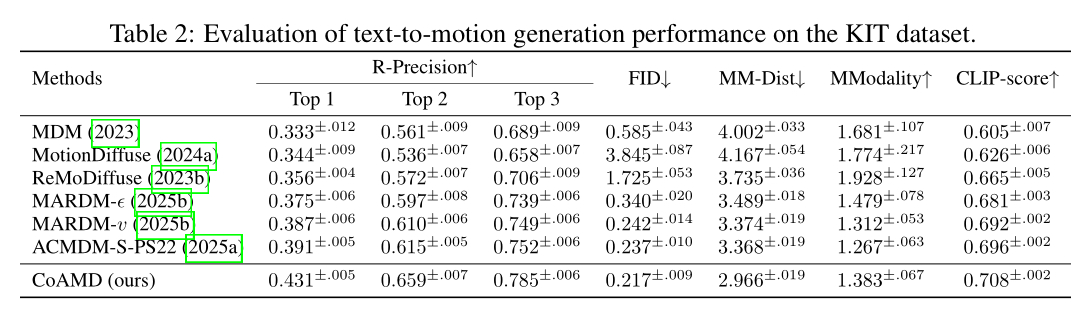 Table 2: Evaluation of text-to-motion generation performance on the KIT dataset.
Methods R-Precision↑ FID↓ MM-Dist↓ MModality↑ CLIP-score↑
Top 1 Top 2 Top 3
MDM (2023) 0.333±.012 0.561±.009 0.689±.009 0.585±.043 4.002±.033 1.681±.107 0.605±.007
MotionDiffuse (2024a) 0.344±.009 0.536±.007 0.658±.007 3.845±.087 4.167±.054 1.774±.217 0.626±.006
ReMoDiffuse (2023b) 0.356±.004 0.572±.007 0.706±.009 1.725±.053 3.735±.036 1.928±.127 0.665±.005
MARDM-ϵ (2025b) 0.375±.006 0.597±.008 0.739±.006 0.340±.020 3.489±.018 1.479±.078 0.681±.003
MARDM-v (2025b) 0.387±.006 0.610±.006 0.749±.006 0.242±.014 3.374±.019 1.312±.053 0.692±.002
ACMDM-S-PS22 (2025a) 0.391±.005 0.615±.005 0.752±.006 0.237±.010 3.368±.019 1.267±.063 0.696±.002
CoAMD (ours) 0.431±.005 0.659±.007 0.785±.006 0.217±.009 2.966±.019 1.383±.067 0.708±.002